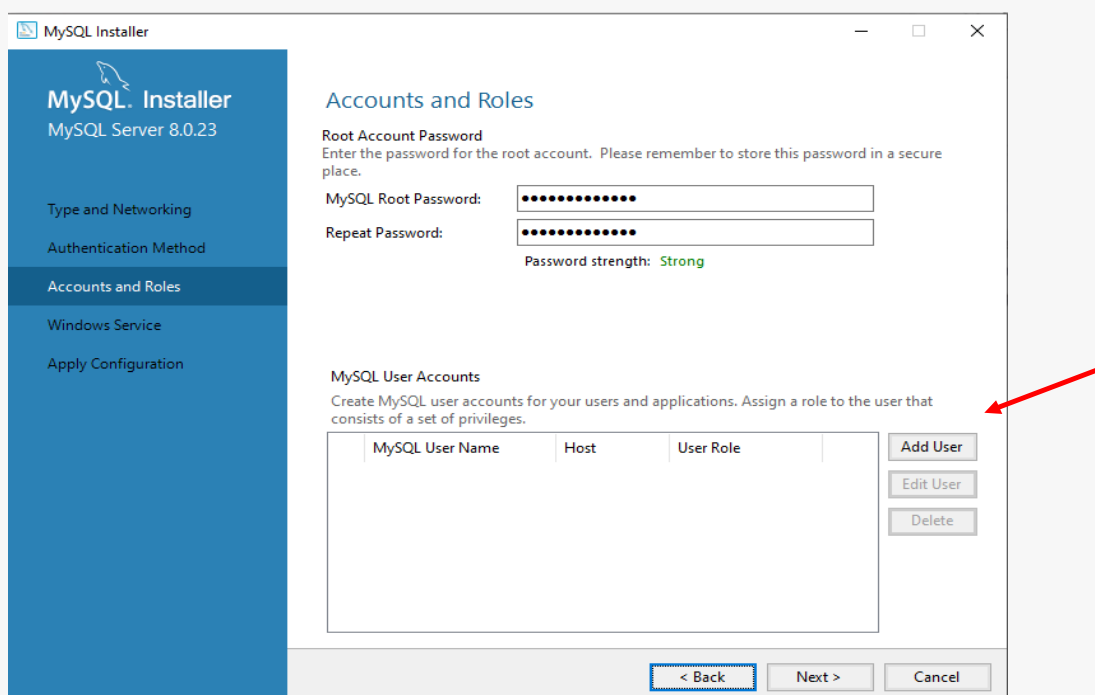 MySQL Installer
MySQL. Installer
MySQL Server 8.0.23
Type and Networking
Authentication Method
Accounts and Roles
Windows Service
Apply Configuration
Accounts and Roles
Root Account Password
Enter the password for the root account.  Please remember to store this password in a secure
place.
MySQL Root Password: •••••••••••••
Repeat Password: •••••••••••••
Password strength: Strong
MySQL User Accounts
Create MySQL user accounts for your users and applications. Assign a role to the user that
consists of a set of privileges.
MySQL User Name Host User Role
Add User
Edit User
Delete
< Back Next > Cancel